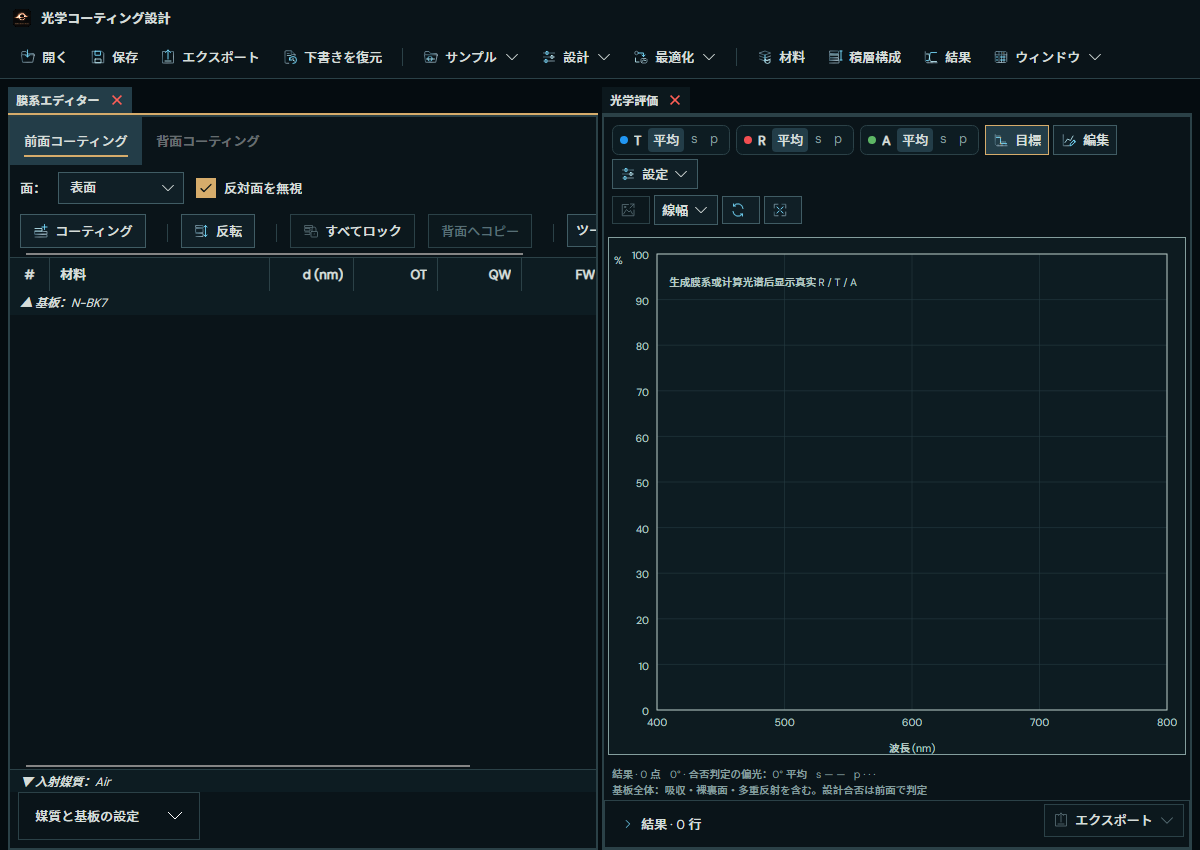 光学コーティング設計
開く 保存 エクスポート 下書きを復元 サンプル 設計 最適化 材料 積層構成 結果 ウィンドウ
膜系エディター
前面コーティング 背面コーティング
面: 表面 反対面を無視
コーティング 反転 すべてロック 背面へコピー ツー
# 材料 d (nm) OT QW FW
▲ 基板: N-BK7
▼ 入射媒質: Air
媒質と基板の設定
光学評価
T 平均 s p R 平均 s p A 平均 s p 目標 編集
設定
線幅
%
生成膜系或计算光谱后显示真实 R / T / A
100
90
80
70
60
50
40
30
20
10
0
400 500 600 700 800
波長 (nm)
結果 · 0 点 0° · 合否判定の偏光: 0° 平均 s — — p · · ·
基板全体: 吸収・裸裏面・多重反射を含む。設計合否は前面で判定
結果 · 0 行 エクスポート